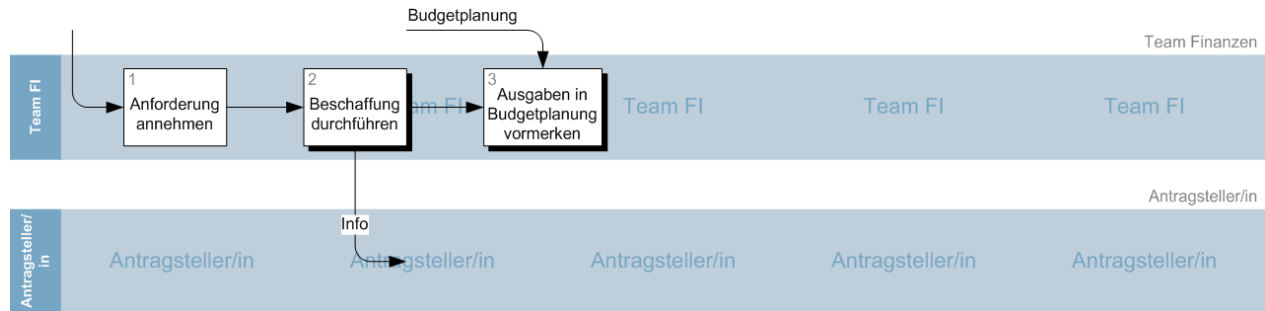 Budgetplanung
Team Finanzen
Team FI
1
Anforderung
annehmen
2
Beschaffung
durchführen
am FI
3
Ausgaben in
Budgetplanung
vormerken
Team FI
Team FI
Team FI
Antragsteller/in
Info
Antragsteller/
in
Antragsteller/in
Antragsteller/in
Antragsteller/in
Antragsteller/in
Antragsteller/in